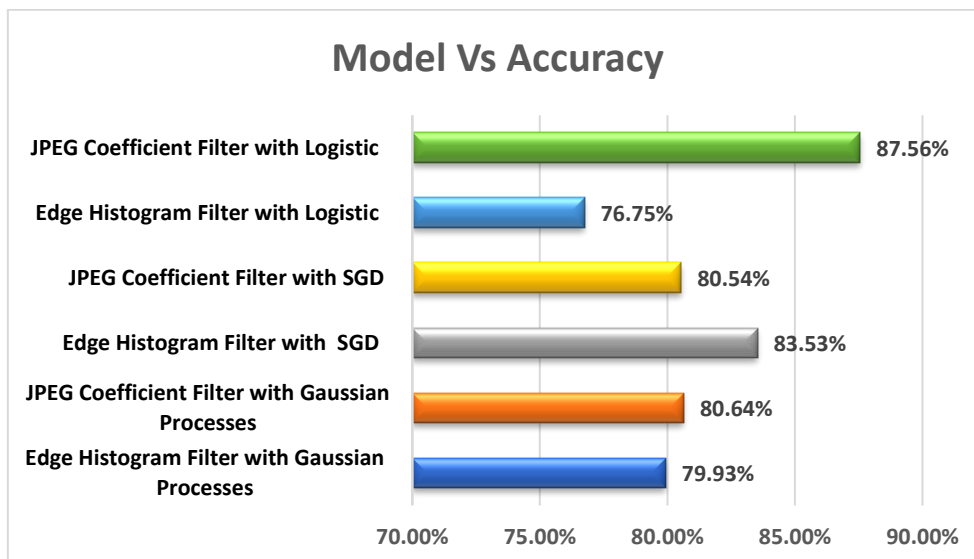 Model Vs Accuracy
JPEG Coefficient Filter with Logistic
87.56%
Edge Histogram Filter with Logistic
76.75%
JPEG Coefficient Filter with SGD
80.54%
Edge Histogram Filter with  SGD
83.53%
JPEG Coefficient Filter with Gaussian
Processes
80.64%
Edge Histogram Filter with Gaussian
Processes
79.93%
70.00% 75.00% 80.00% 85.00% 90.00%